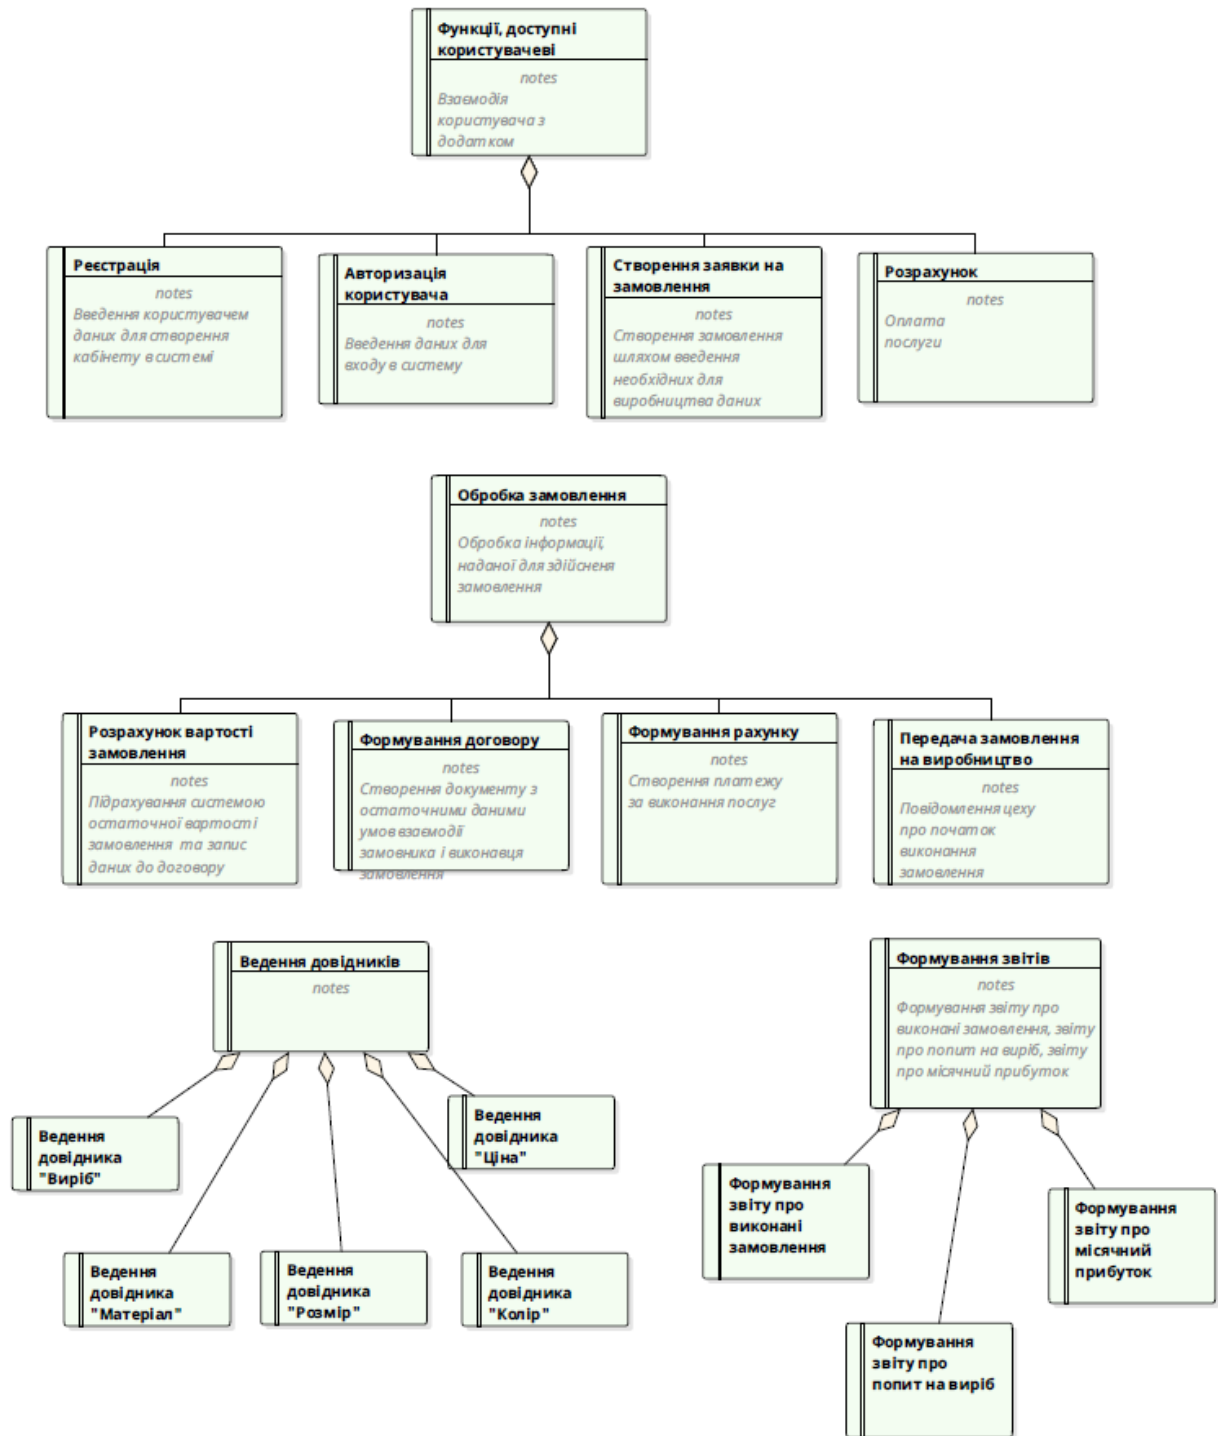 Функції, доступні
користувачеві
notes
Взаємодія
користувача з
додатком
Реєстрація
notes
Введення користувачем
даних для створення
кабінету в системі
Авторизація
користувача
notes
Введення даних для
входу в систему
Створення заявки на
замовлення
notes
Створення замовлення
шляхом введення
необхідних для
виробництва даних
Розрахунок
notes
Оплата
послуги
Обробка замовлення
notes
Обробка інформації,
наданої для здійсненя
замовлення
Розрахунок вартості
замовлення
notes
Підрахування системою
остаточної вартості
замовлення та запис
даних до договору
Формування договору
notes
Створення документу з
остаточними даними
умов взаємодії
замовника і виконавця
замовлення
Формування рахунку
notes
Створення платежу
за виконання послуг
Передача замовлення
на виробництво
notes
Повідомлення цеху
про початок
виконання
замовлення
Ведення довідників
notes
Ведення
довідника
"Виріб"
Ведення
довідника
"Матеріал"
Ведення
довідника
"Розмір"
Ведення
довідника
"Колір"
Ведення
довідника
"Ціна"
Формування звітів
notes
Формування звіту про
виконані замовлення, звіту
про попит на виріб, звіту
про місячний прибуток
Формування
звіту про
виконані
замовлення
Формування
звіту про
попит на виріб
Формування
звіту про
місячний
прибуток